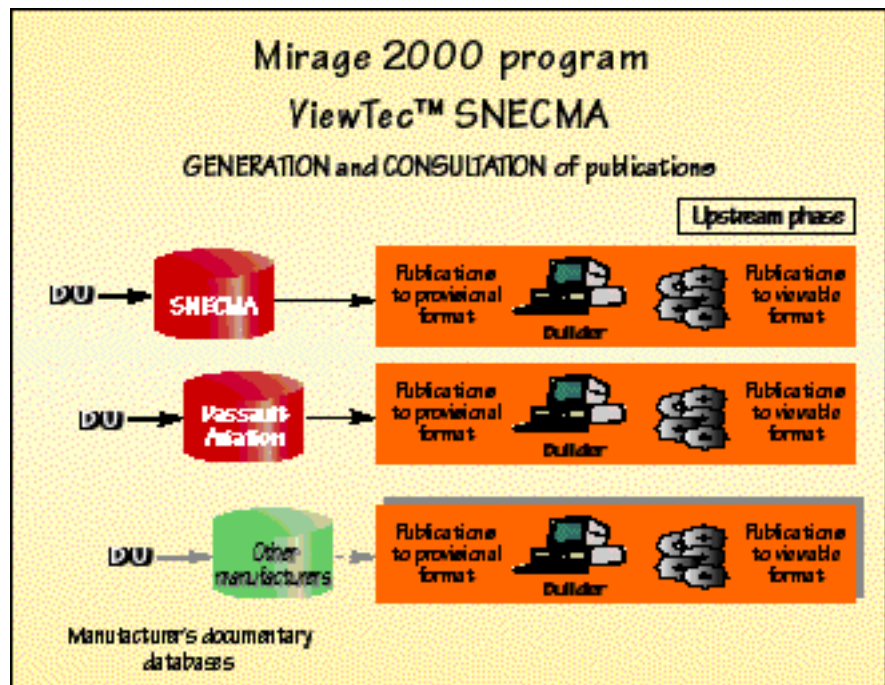 Mirage 2000 program
ViewTec™ SNECMA
GENERATION and CONSULTATION of publications
Upstream phase
DU
SNECMA
Publications
to provisional
format
Builder
Publications
to viewable
format
DU
Dassault
Aviation
Publications
to provisional
format
Builder
Publications
to viewable
format
DU
Other
manufacturers
Publications
to provisional
format
Builder
Publications
to viewable
format
Manufacturer's documentary
databases